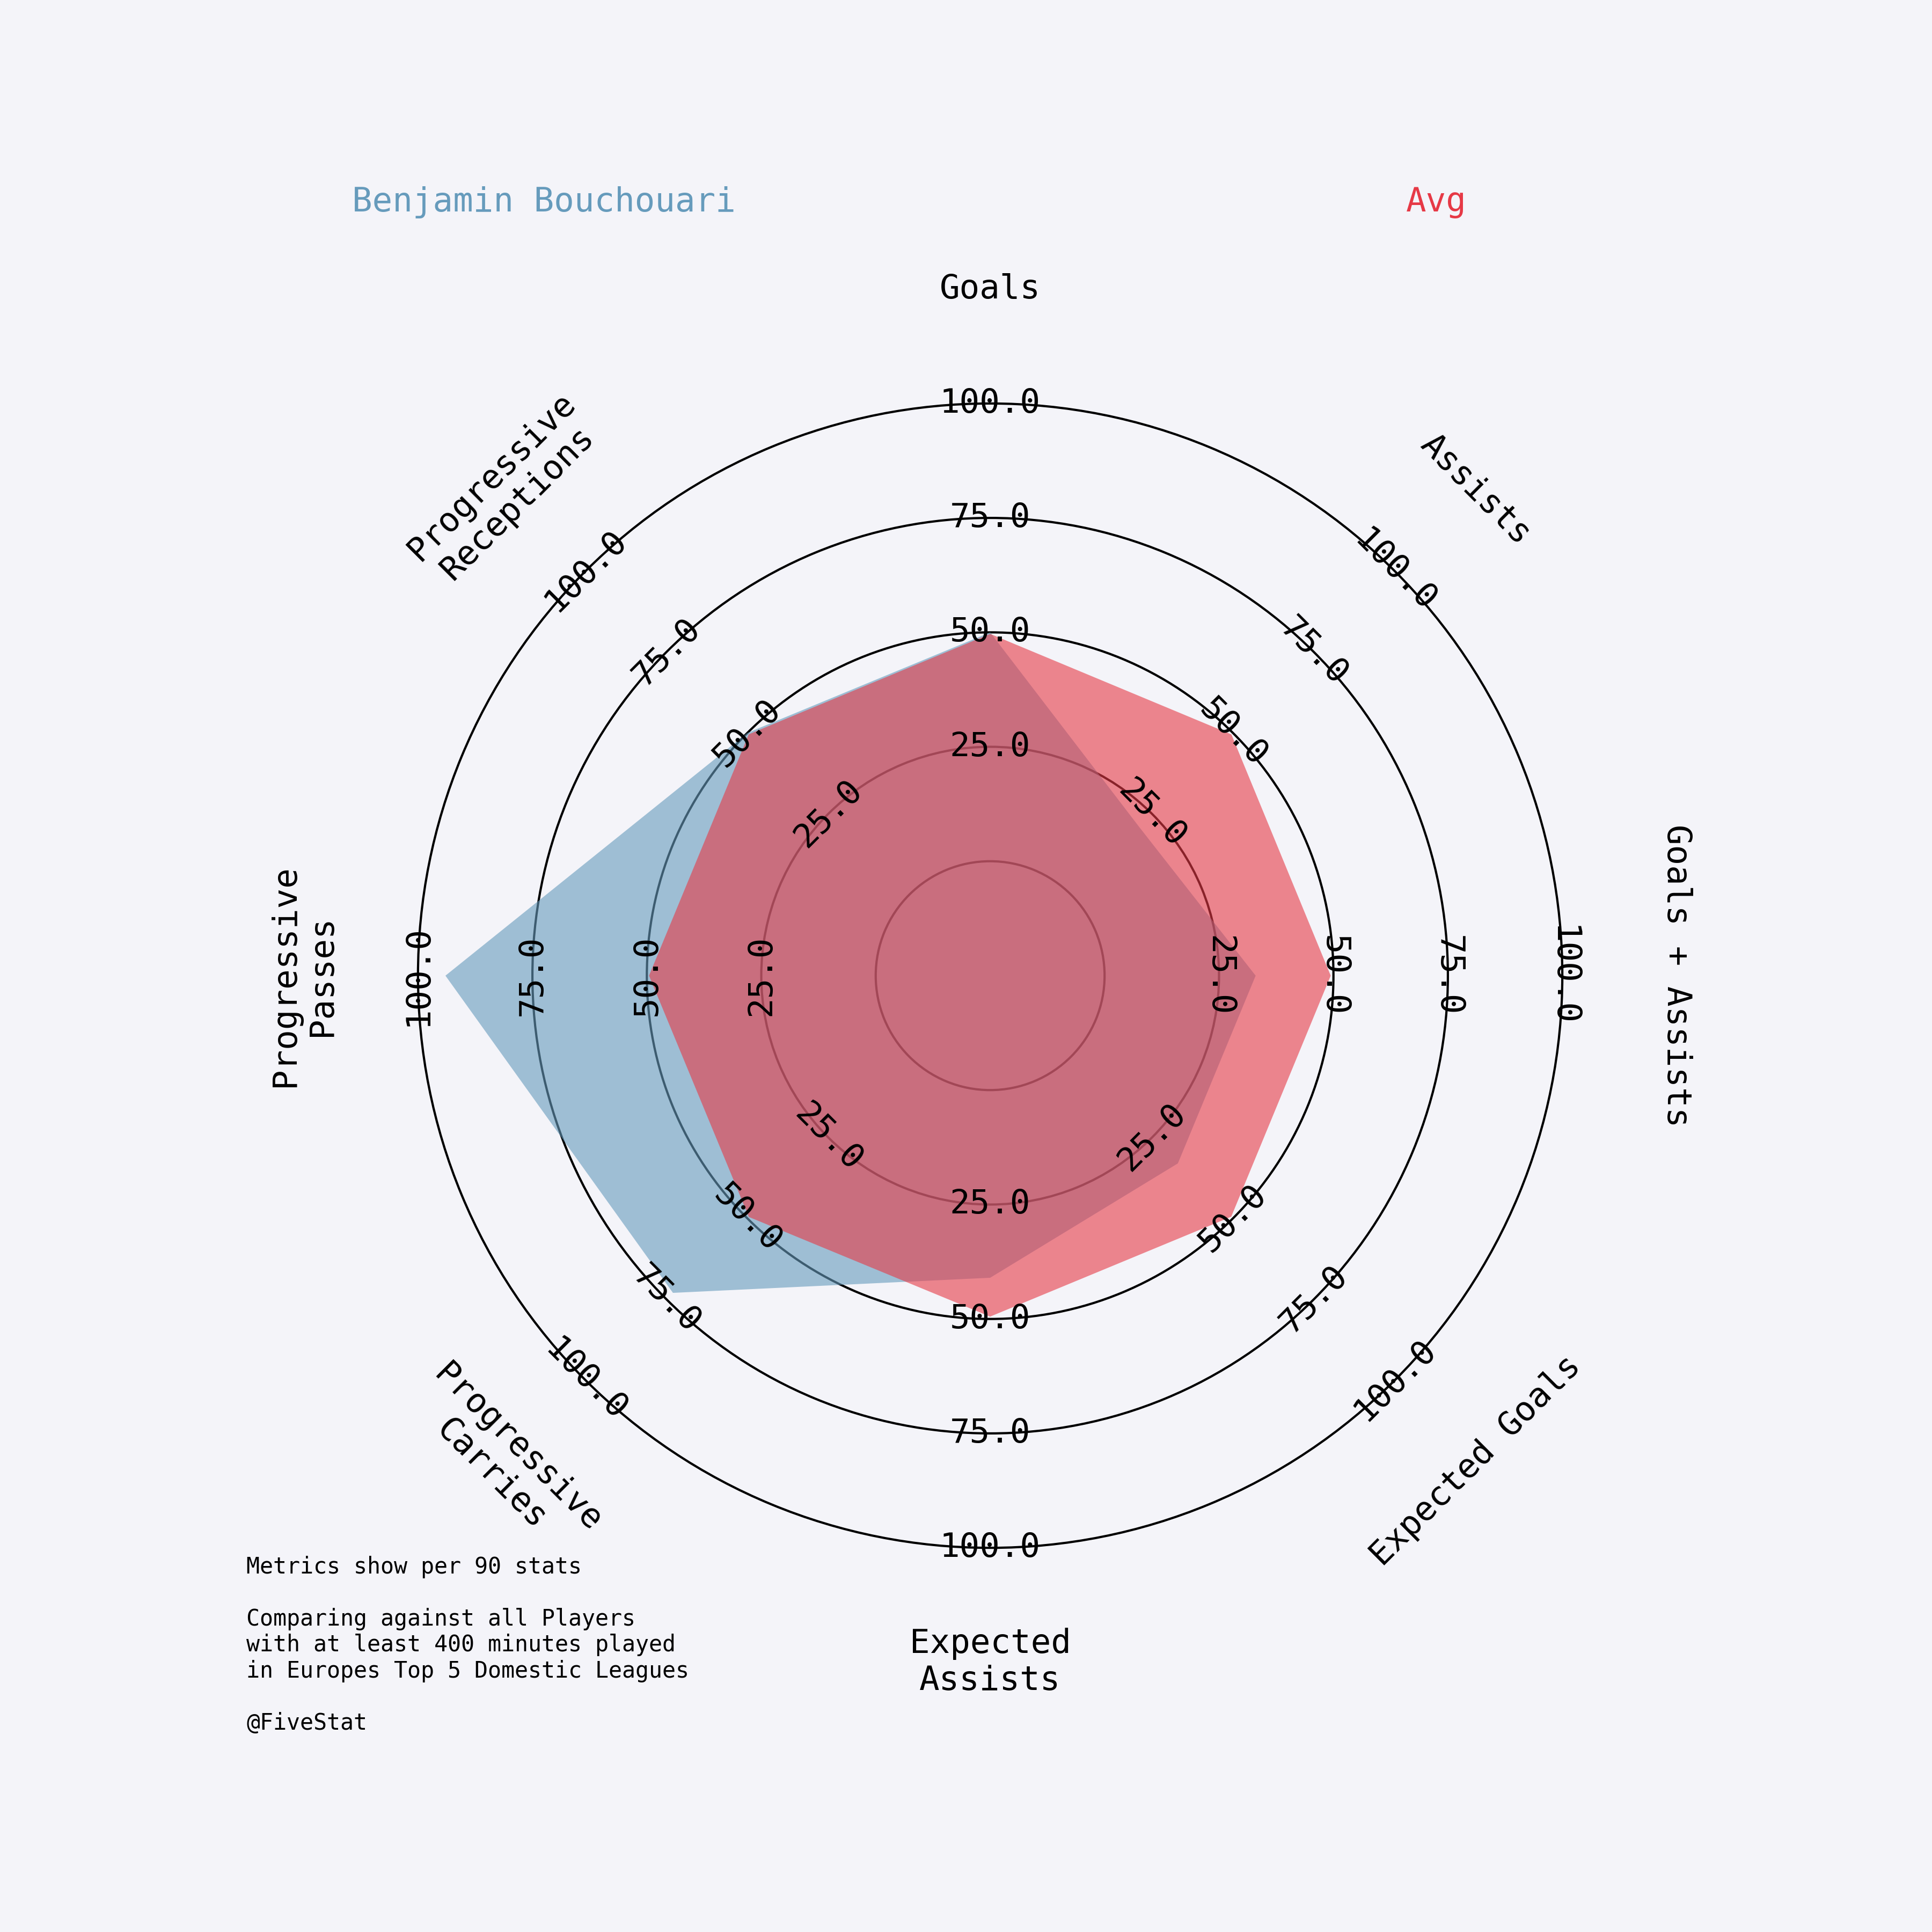 Benjamin Bouchouari
Avg
Goals
Assists
Goals + Assists
Expected Goals
Expected
Assists
Progressive
Carries
Progressive
Passes
Progressive
Receptions
25.0
50.0
75.0
100.0
25.0
50.0
75.0
100.0
25.0
50.0
75.0
100.0
25.0
50.0
75.0
100.0
25.0
50.0
75.0
100.0
25.0
50.0
75.0
100.0
25.0
50.0
75.0
100.0
25.0
50.0
75.0
100.0
Metrics show per 90 stats
Comparing against all Players
with at least 400 minutes played
in Europes Top 5 Domestic Leagues
@FiveStat